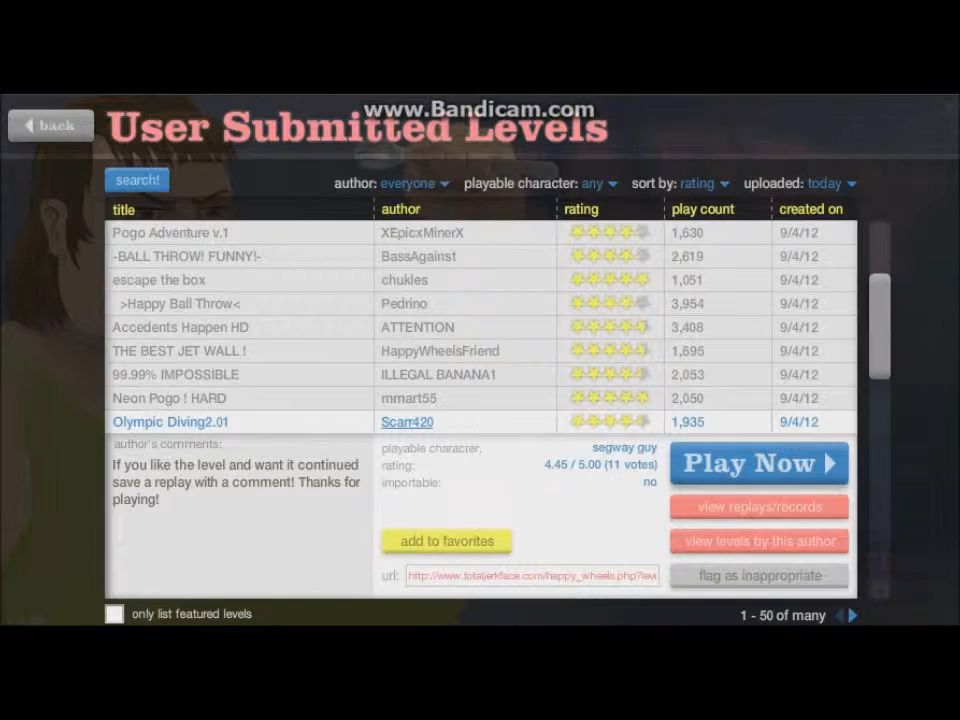 www.Bandicam.com
back
User Submitted Levels
search!
author: everyone playable character: any sort by: rating uploaded: today
title author rating play count created on
Pogo Adventure v.1 XEpicxMinerX 1,630 9/4/12
-BALL THROW! FUNNY!- BassAgainst 2,619 9/4/12
escape the box chukles 1,051 9/4/12
>Happy Ball Throw< Pedrino 3,954 9/4/12
Accedents Happen HD ATTENTION 3,408 9/4/12
THE BEST JET WALL ! HappyWheelsFriend 1,695 9/4/12
99.99% IMPOSSIBLE ILLEGAL BANANA1 2,053 9/4/12
Neon Pogo ! HARD mmart55 2,050 9/4/12
Olympic Diving2.01 Scarr420 1,935 9/4/12
author's comments:
If you like the level and want it continued
save a replay with a comment! Thanks for
playing!
playable character: segway guy
rating: 4.45 / 5.00 (11 votes)
importable: no
add to favorites
url: http://www.totaljerkface.com/happy_wheels.php?leve
Play Now
view replays/records
view levels by this author
flag as inappropriate
only list featured levels
1 - 50 of many